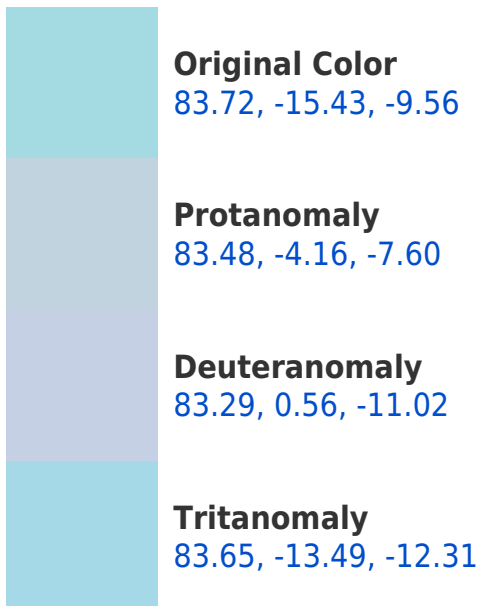 Original Color
83.72, -15.43, -9.56
Protanomaly
83.48, -4.16, -7.60
Deuteranomaly
83.29, 0.56, -11.02
Tritanomaly
83.65, -13.49, -12.31